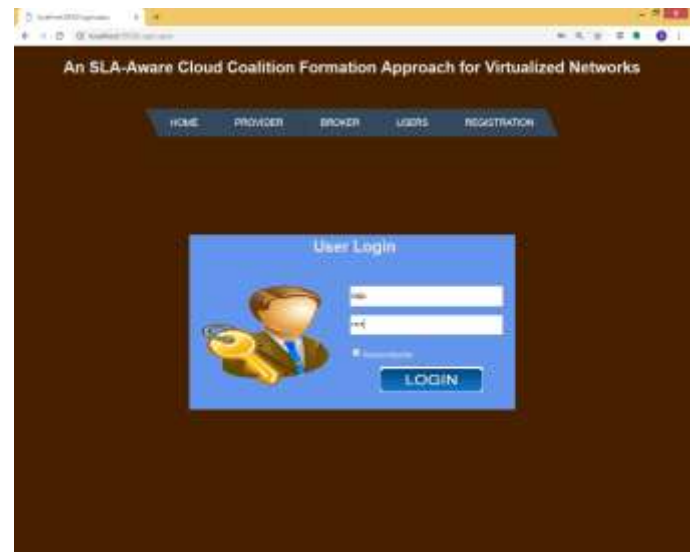 An SLA-Aware Cloud Coalition Formation Approach for Virtualized Networks
HOME PROVIDER BROKER USERS REGISTRATION
User Login
LOGIN